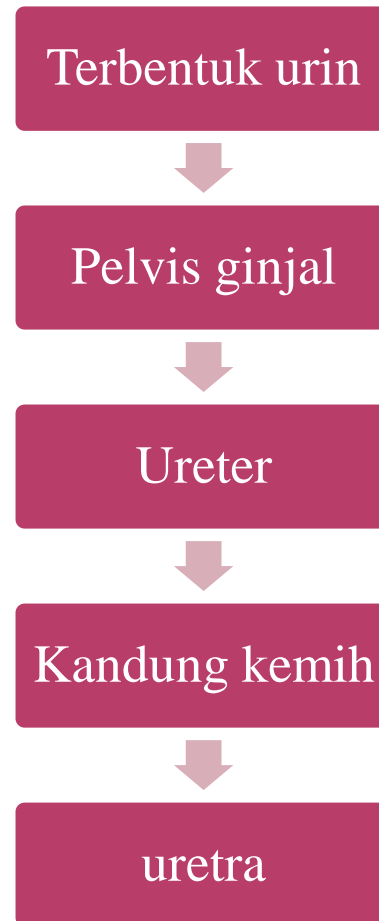 Terbentuk urin
Pelvis ginjal
Ureter
Kandung kemih
uretra